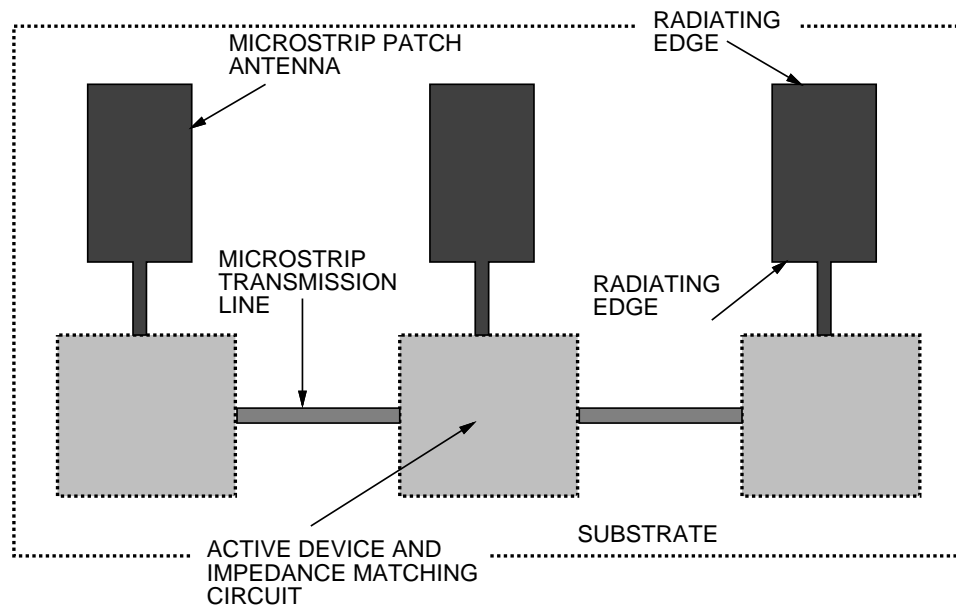 RADIATING
EDGE
MICROSTRIP PATCH
ANTENNA
MICROSTRIP
TRANSMISSION
LINE
RADIATING
EDGE
SUBSTRATE
ACTIVE DEVICE AND
IMPEDANCE MATCHING
CIRCUIT